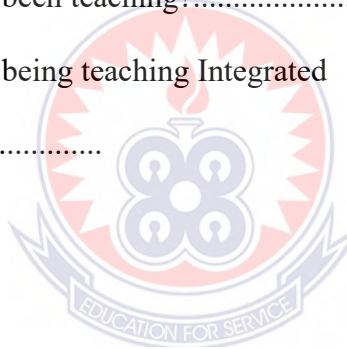 been teaching?.....................
being teaching Integrated
.............
EDUCATION FOR SERVICE